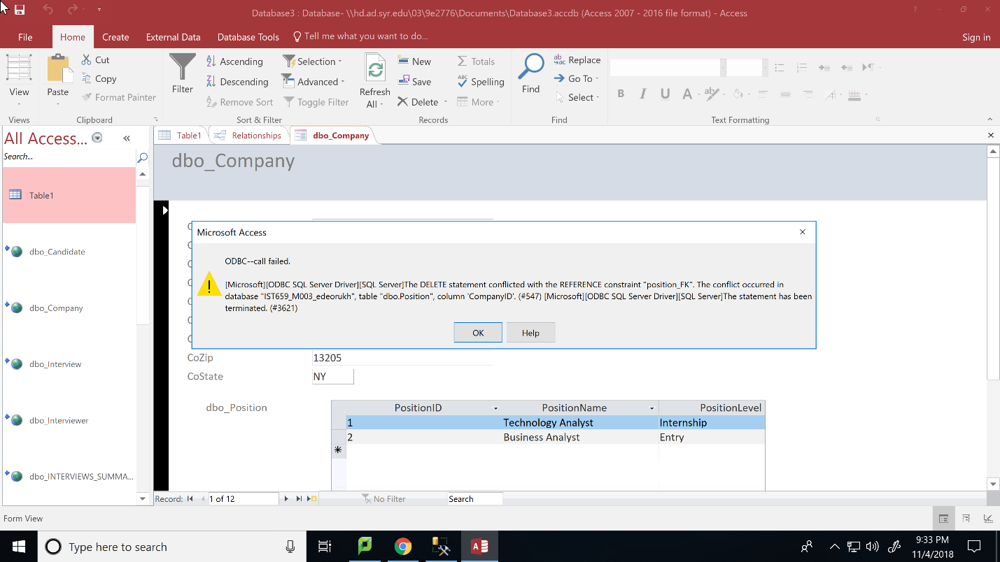 Database3 : Database- \\hd.ad.syr.edu\03\9e2776\Documents\Database3.accdb (Access 2007 - 2016 file format) - Access
?
File Home Create External Data Database Tools Tell me what you want to do... Sign in
View
Views
Paste
Cut
Copy
Format Painter
Clipboard
Filter
Ascending
Descending
Remove Sort
Selection
Advanced
Toggle Filter
Sort & Filter
Refresh
All
New
Save
Delete
Totals
Spelling
More
Records
Find
Replace
Go To
Select
Find
B I U A
Text Formatting
All Access...
Search...
Table1
dbo_Candidate
dbo_Company
dbo_Interview
dbo_Interviewer
dbo_INTERVIEWS_SUMMA...
Table1 Relationships dbo_Company
dbo_Company
Microsoft Access
ODBC--call failed.
[Microsoft][ODBC SQL Server Driver][SQL Server]The DELETE statement conflicted with the REFERENCE constraint "position_FK". The conflict occurred in
database "IST659_M003_edeorukh", table "dbo.Position", column 'CompanyID'. (#547) [Microsoft][ODBC SQL Server Driver][SQL Server]The statement has been
terminated. (#3621)
OK Help
CoZip 13205
CoState NY
dbo_Position
PositionID PositionName PositionLevel
1 Technology Analyst Internship
2 Business Analyst Entry
Record: 1 of 12 No Filter Search
Form View
Type here to search
9:33 PM
11/4/2018